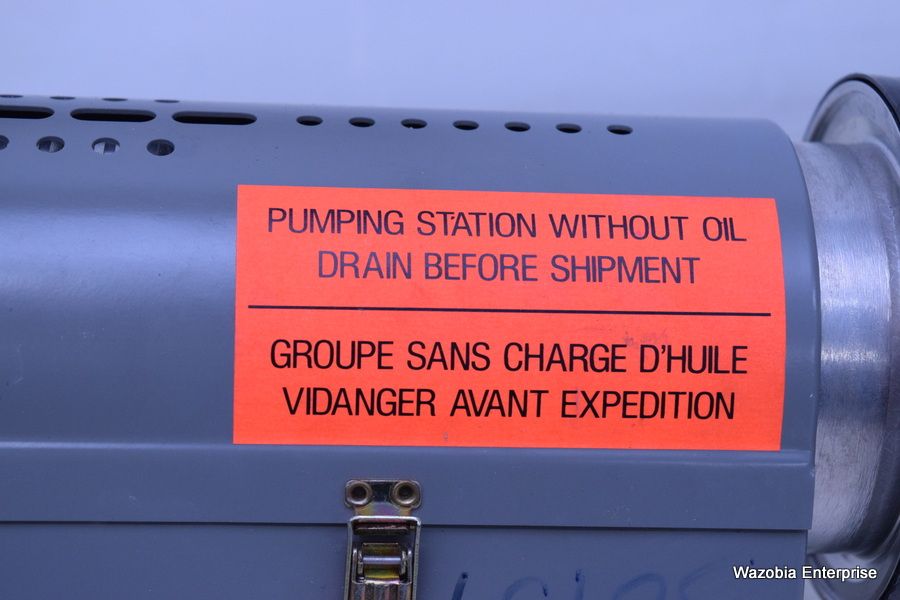 PUMPING STATION WITHOUT OIL
DRAIN BEFORE SHIPMENT
GROUPE SANS CHARGE D'HUILE
VIDANGER AVANT EXPEDITION
Wazobia Enterprise